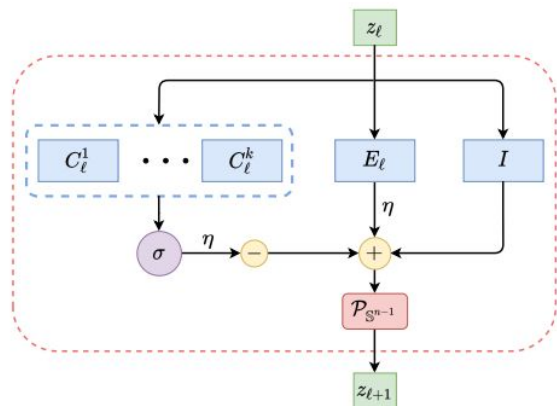 z_ℓ
C_ℓ^1 • • • C_ℓ^k E_ℓ I
η
σ η − +
𝒫_{𝕊^{n−1}}
z_{ℓ+1}